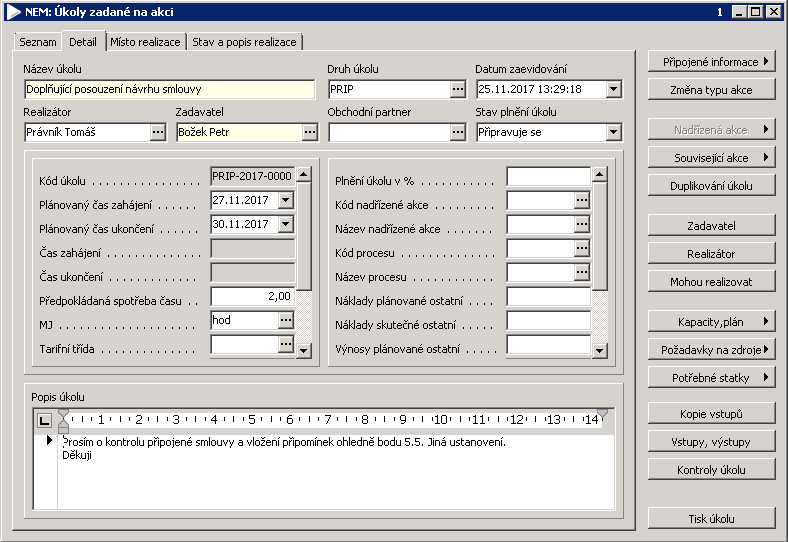 NEM: Úkoly zadané na akci 1
Seznam Detail Místo realizace Stav a popis realizace
Název úkolu Druh úkolu Datum zaevidování
Doplňující posouzení návrhu smlouvy PRIP 25.11.2017 13:29:18
Realizátor Zadavatel Obchodní partner Stav plnění úkolu
Právník Tomáš Božek Petr Připravuje se
Kód úkolu PRIP-2017-0000
Plánovaný čas zahájení 27.11.2017
Plánovaný čas ukončení 30.11.2017
Čas zahájení
Čas ukončení
Předpokládaná spotřeba času 2,00
MJ hod
Tarifní třída
Plnění úkolu v %
Kód nadřízené akce
Název nadřízené akce
Kód procesu
Název procesu
Náklady plánované ostatní
Náklady skutečné ostatní
Výnosy plánované ostatní
Popis úkolu
1 2 3 4 5 6 7 8 9 10 11 12 13 14
Prosím o kontrolu připojené smlouvy a vložení připomínek ohledně bodu 5.5. Jiná ustanovení.
Děkuji
Připojené informace
Změna typu akce
Nadřízená akce
Související akce
Duplikování úkolu
Zadavatel
Realizátor
Mohou realizovat
Kapacity,plán
Požadavky na zdroje
Potřebné statky
Kopie vstupů
Vstupy, výstupy
Kontroly úkolu
Tisk úkolu